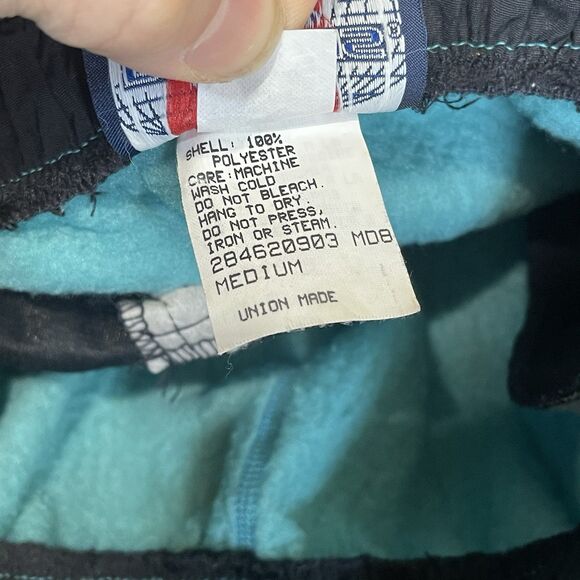 ®
SHELL: 100%
POLYESTER
CARE: MACHINE
WASH COLD
DO NOT BLEACH.
HANG TO DRY.
DO NOT PRESS,
IRON OR STEAM.
284620903 MD8
MEDIUM
UNION MADE